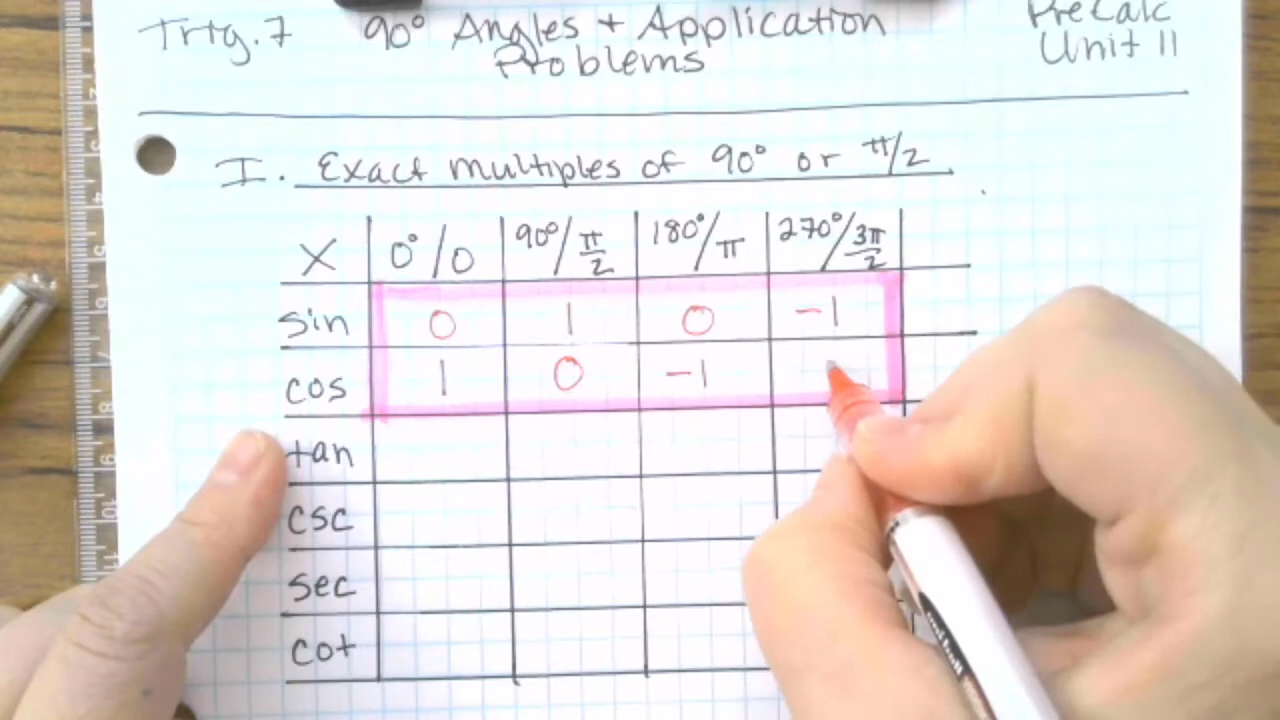 Trig.7 90° Angles + Application Problems PreCalc Unit 11
I. Exact multiples of 90° or π/2
X 0°/0 90°/π/2 180°/π 270°/3π/2
sin 0 1 0 -1
cos 1 0 -1
tan
csc
sec
cot